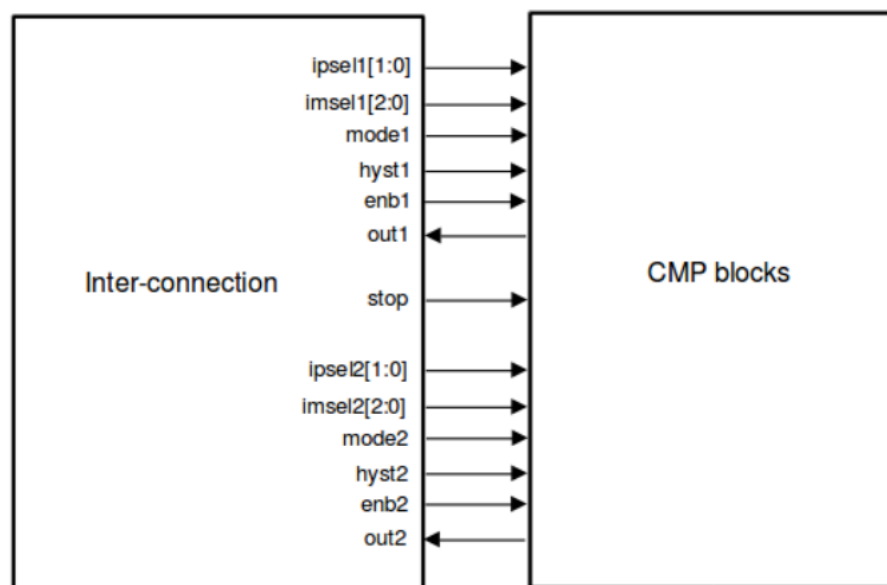 ipsel1[1:0]
imsel1[2:0]
mode1
hyst1
enb1
out1
Inter-connection
CMP blocks
stop
ipsel2[1:0]
imsel2[2:0]
mode2
hyst2
enb2
out2